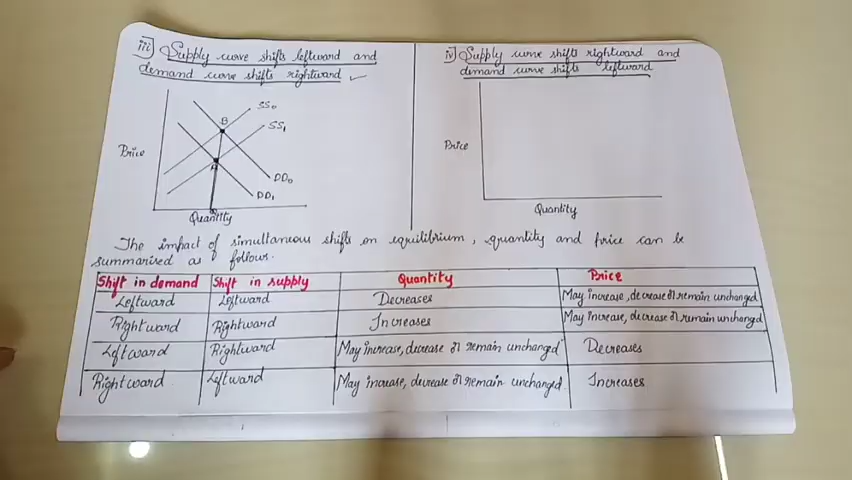 iii] Supply curve shifts leftward and
demand curve shifts rightward
Price
B
SS0
SS1
A
DD0
DD1
Quantity
iv] Supply curve shifts rightward and
demand curve shifts leftward
Price
Quantity
The impact of simultaneous shifts on equilibrium, quantity and price can be
summarised as follows.
Shift in demand Shift in supply Quantity Price
Leftward Leftward Decreases May increase, decrease or remain unchanged
Rightward Rightward Increases May increase, decrease or remain unchanged
Leftward Rightward May increase, decrease or remain unchanged Decreases
Rightward Leftward May increase, decrease or remain unchanged. Increases